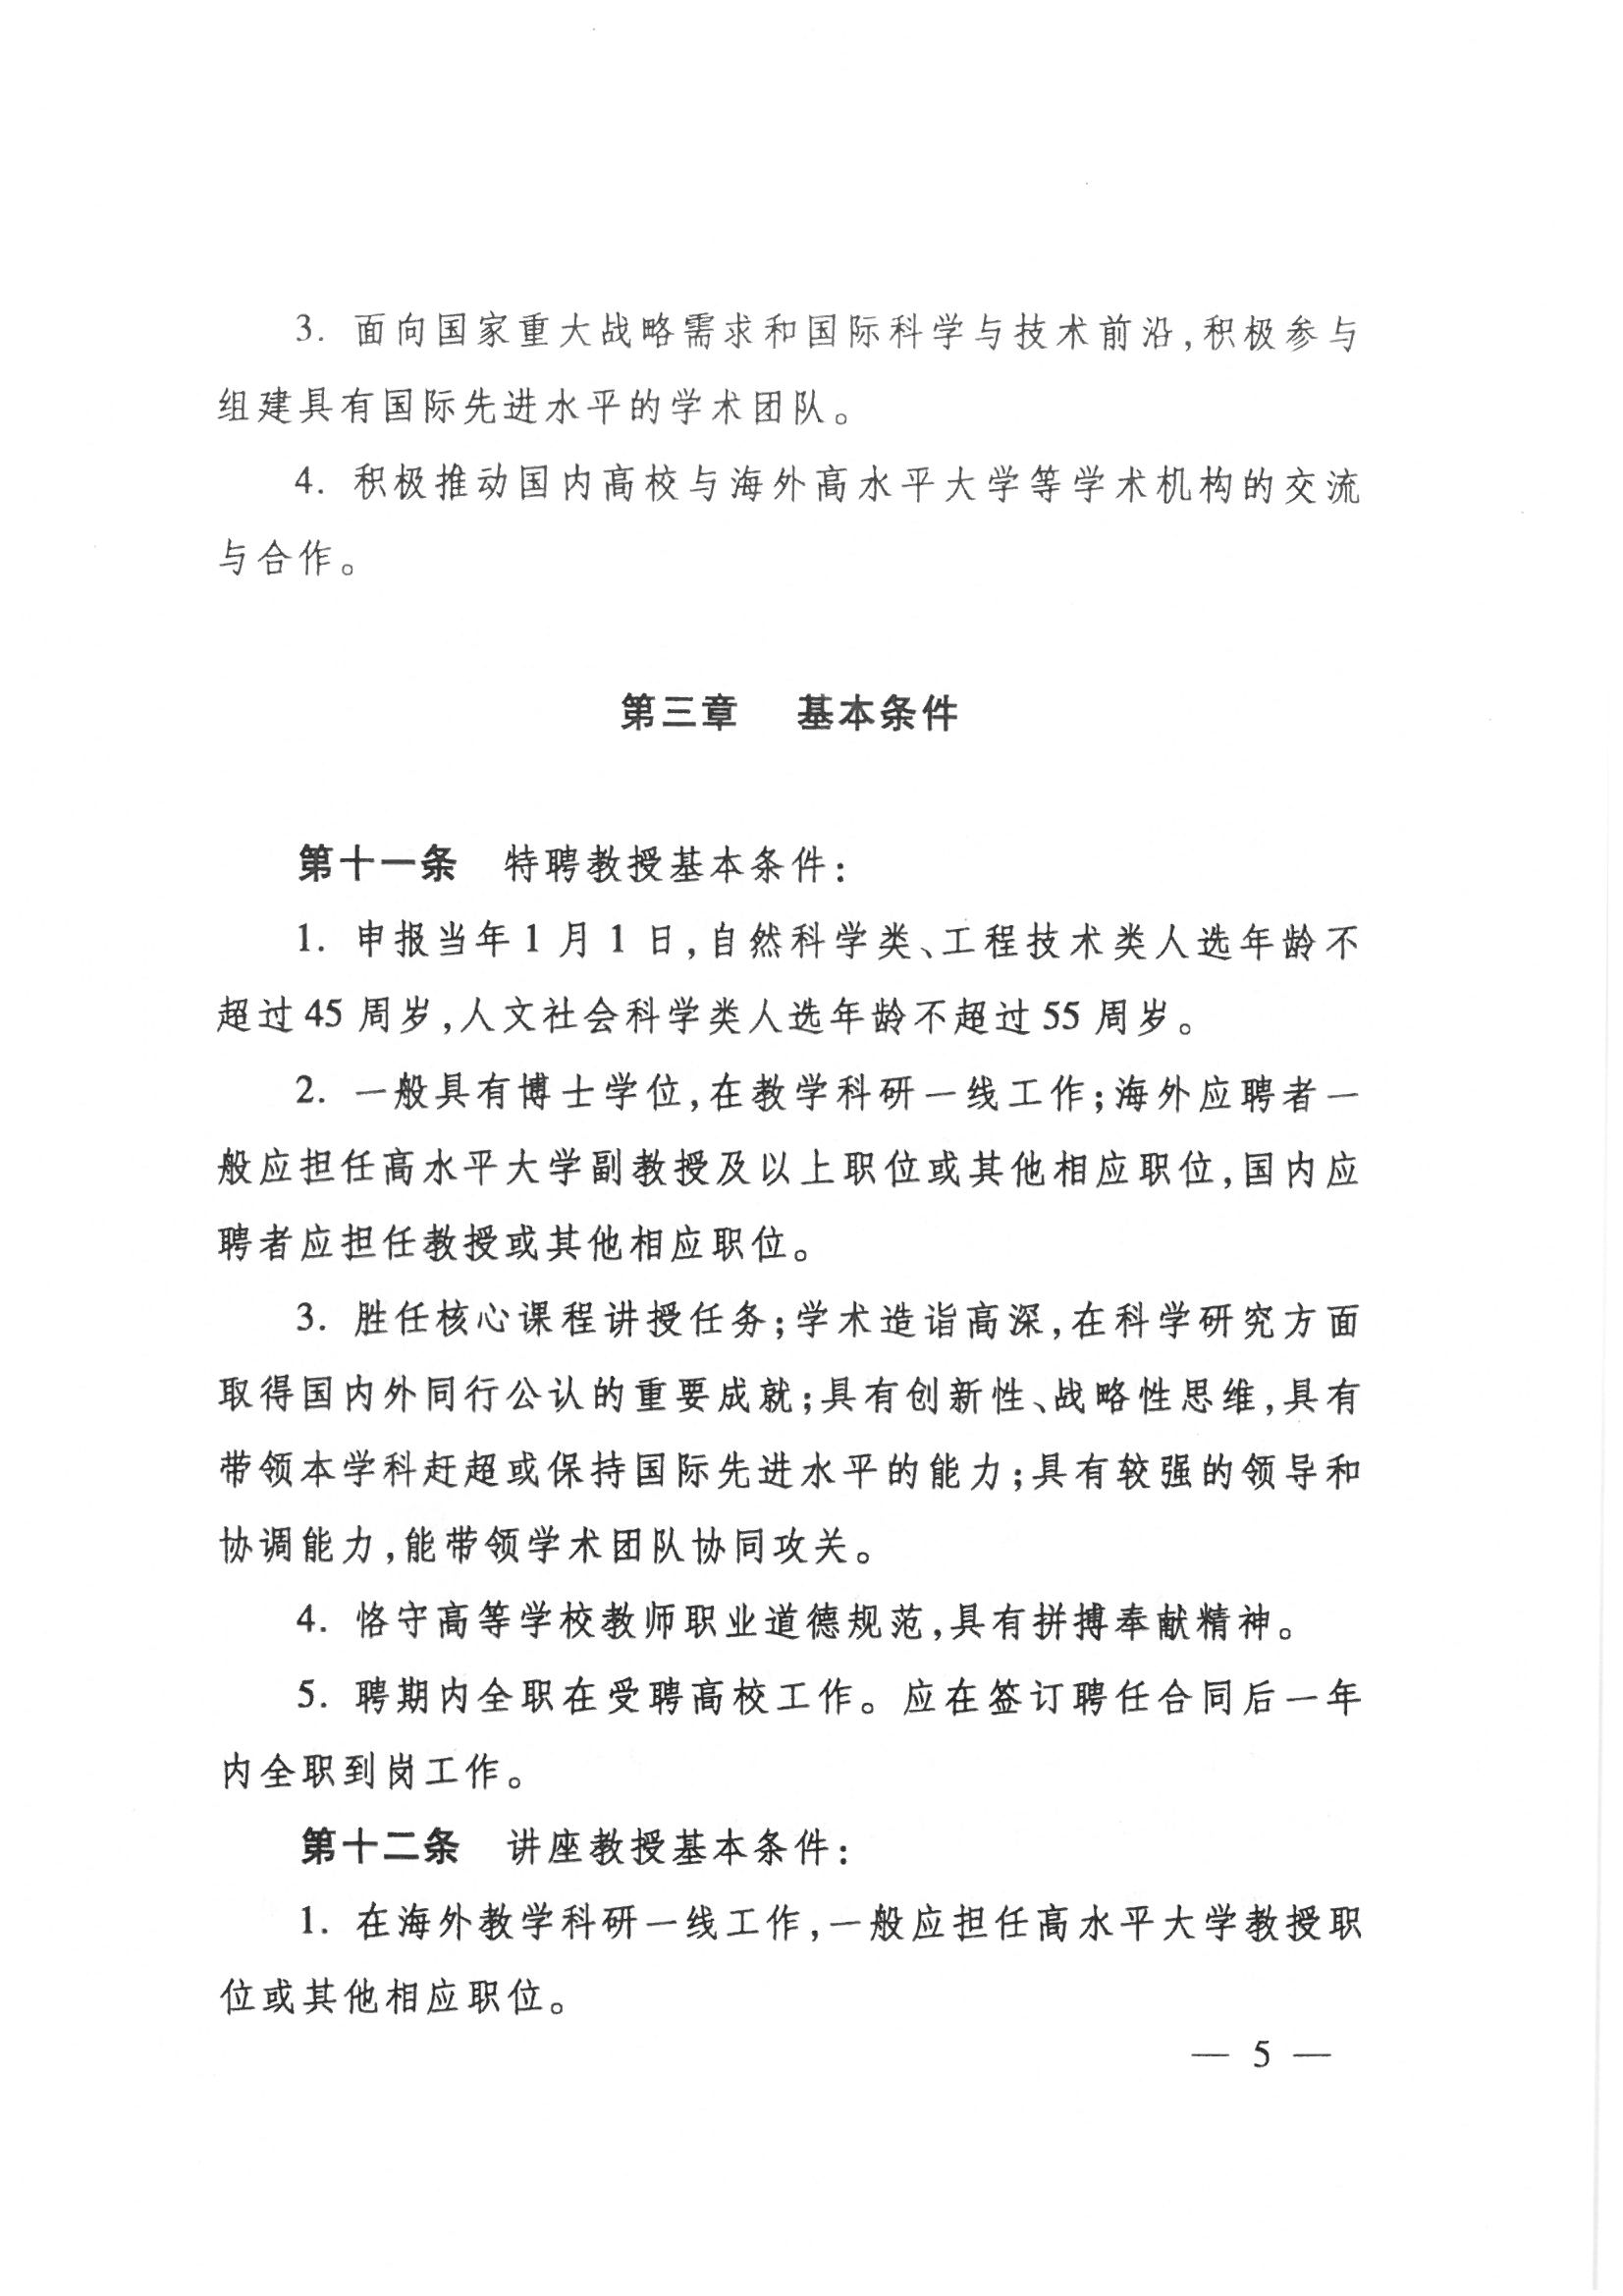 3. 面向国家重大战略需求和国际科学与技术前沿,积极参与
组建具有国际先进水平的学术团队。
4. 积极推动国内高校与海外高水平大学等学术机构的交流
与合作。
第三章 基本条件
第十一条 特聘教授基本条件:
1. 申报当年1月1日,自然科学类、工程技术类人选年龄不
超过45周岁,人文社会科学类人选年龄不超过55周岁。
2. 一般具有博士学位,在教学科研一线工作;海外应聘者一
般应担任高水平大学副教授及以上职位或其他相应职位,国内应
聘者应担任教授或其他相应职位。
3. 胜任核心课程讲授任务;学术造诣高深,在科学研究方面
取得国内外同行公认的重要成就;具有创新性、战略性思维,具有
带领本学科赶超或保持国际先进水平的能力;具有较强的领导和
协调能力,能带领学术团队协同攻关。
4. 恪守高等学校教师职业道德规范,具有拼搏奉献精神。
5. 聘期内全职在受聘高校工作。应在签订聘任合同后一年
内全职到岗工作。
第十二条 讲座教授基本条件:
1. 在海外教学科研一线工作,一般应担任高水平大学教授职
位或其他相应职位。
— 5 —